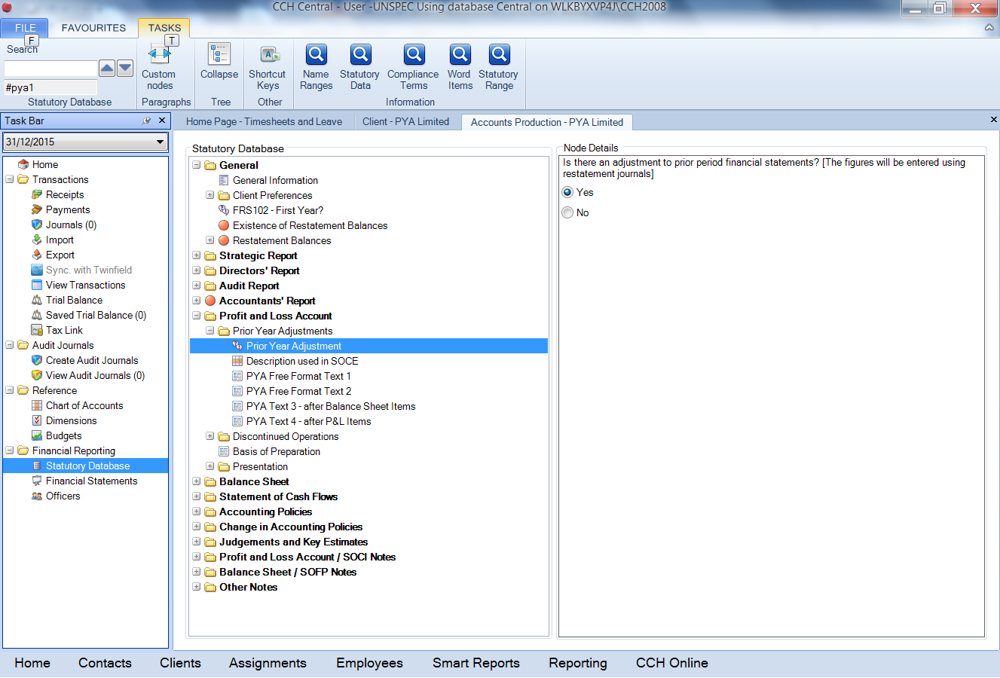 CCH Central - User -UNSPEC Using database Central on WLKBYXVP4J\CCH2008
FILE
FAVOURITES
TASKS
F
T
Search
#pya1
Statutory Database
Custom
nodes
Paragraphs
Collapse
Tree
Shortcut
Keys
Other
Name
Ranges
Statutory
Data
Compliance
Terms
Word
Items
Statutory
Range
Information
Task Bar
Home Page - Timesheets and Leave
Client - PYA Limited
Accounts Production - PYA Limited
31/12/2015
Home
Transactions
Receipts
Payments
Journals (0)
Import
Export
Sync. with Twinfield
View Transactions
Trial Balance
Saved Trial Balance (0)
Tax Link
Audit Journals
Create Audit Journals
View Audit Journals (0)
Reference
Chart of Accounts
Dimensions
Budgets
Financial Reporting
Statutory Database
Financial Statements
Officers
Statutory Database
General
General Information
Client Preferences
FRS102 - First Year?
Existence of Restatement Balances
Restatement Balances
Strategic Report
Directors' Report
Audit Report
Accountants' Report
Profit and Loss Account
Prior Year Adjustments
Prior Year Adjustment
Description used in SOCE
PYA Free Format Text 1
PYA Free Format Text 2
PYA Text 3 - after Balance Sheet Items
PYA Text 4 - after P&L Items
Discontinued Operations
Basis of Preparation
Presentation
Balance Sheet
Statement of Cash Flows
Accounting Policies
Change in Accounting Policies
Judgements and Key Estimates
Profit and Loss Account / SOCI Notes
Balance Sheet / SOFP Notes
Other Notes
Node Details
Is there an adjustment to prior period financial statements? [The figures will be entered using
restatement journals]
Yes
No
Home
Contacts
Clients
Assignments
Employees
Smart Reports
Reporting
CCH Online